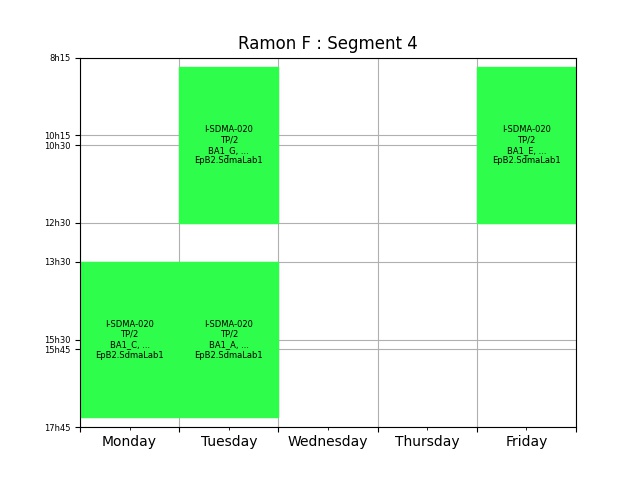 Ramon F : Segment 4
8h15
10h15
10h30
12h30
13h30
15h30
15h45
17h45
I-SDMA-020
TP/2
BA1_G, ...
EpB2.SdmaLab1
I-SDMA-020
TP/2
BA1_E, ...
EpB2.SdmaLab1
I-SDMA-020
TP/2
BA1_C, ...
EpB2.SdmaLab1
I-SDMA-020
TP/2
BA1_A, ...
EpB2.SdmaLab1
Monday
Tuesday
Wednesday
Thursday
Friday